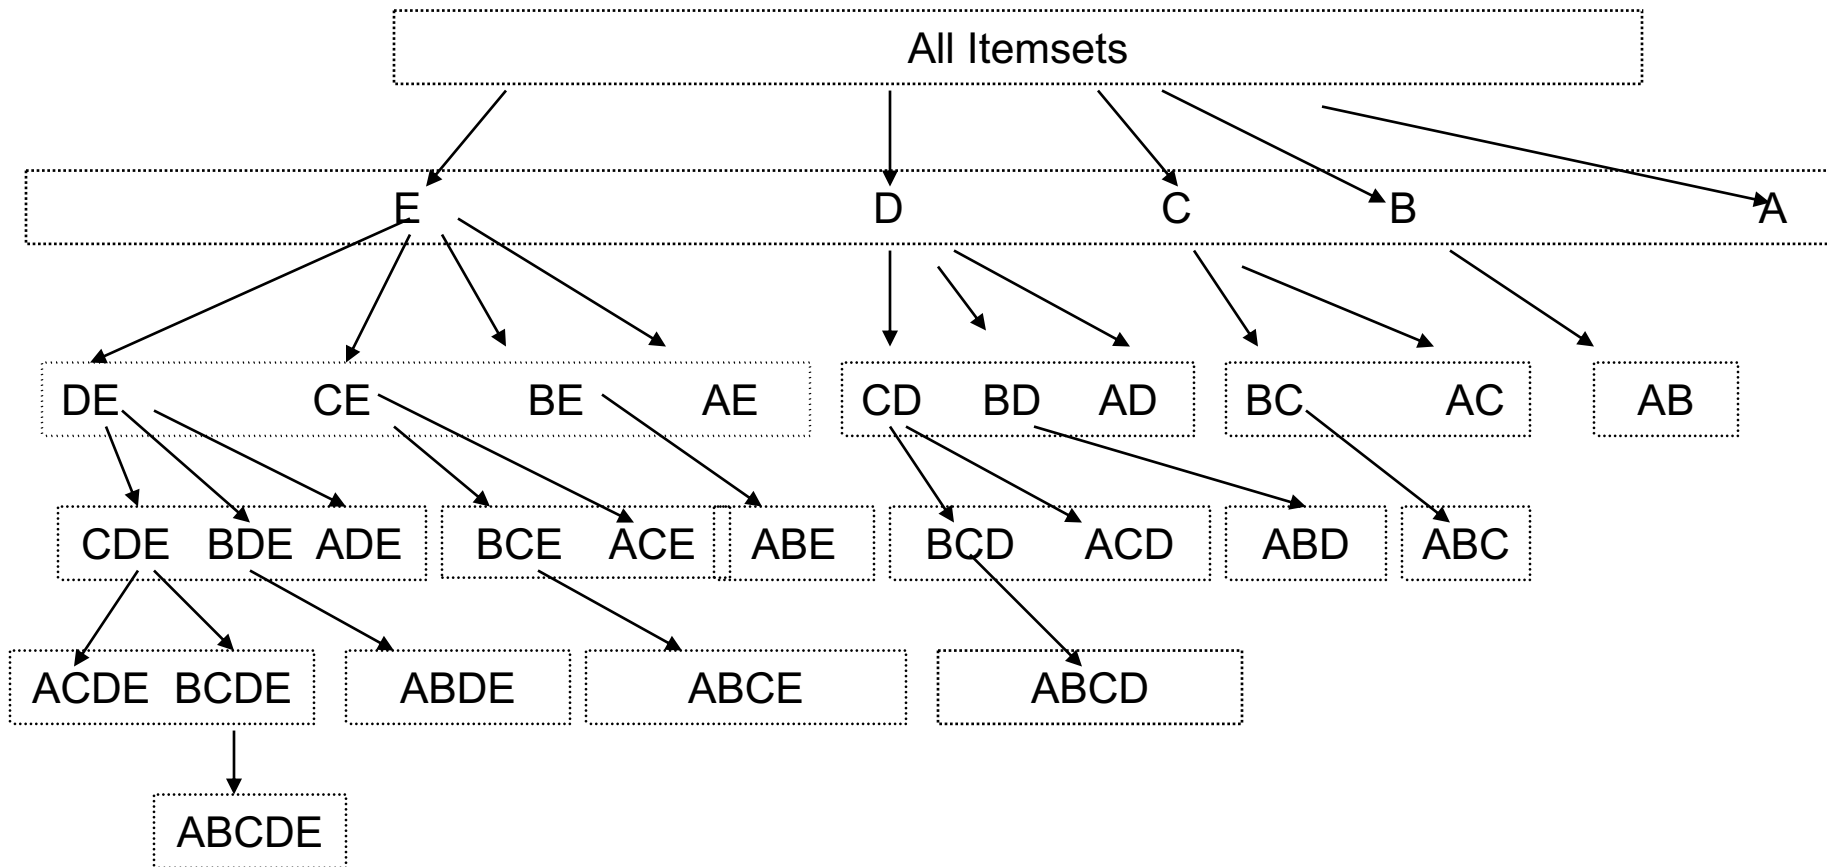 All Itemsets
E D C B A
DE CE BE AE CD BD AD BC AC AB
CDE BDE ADE BCE ACE ABE BCD ACD ABD ABC
ACDE BCDE ABDE ABCE ABCD
ABCDE